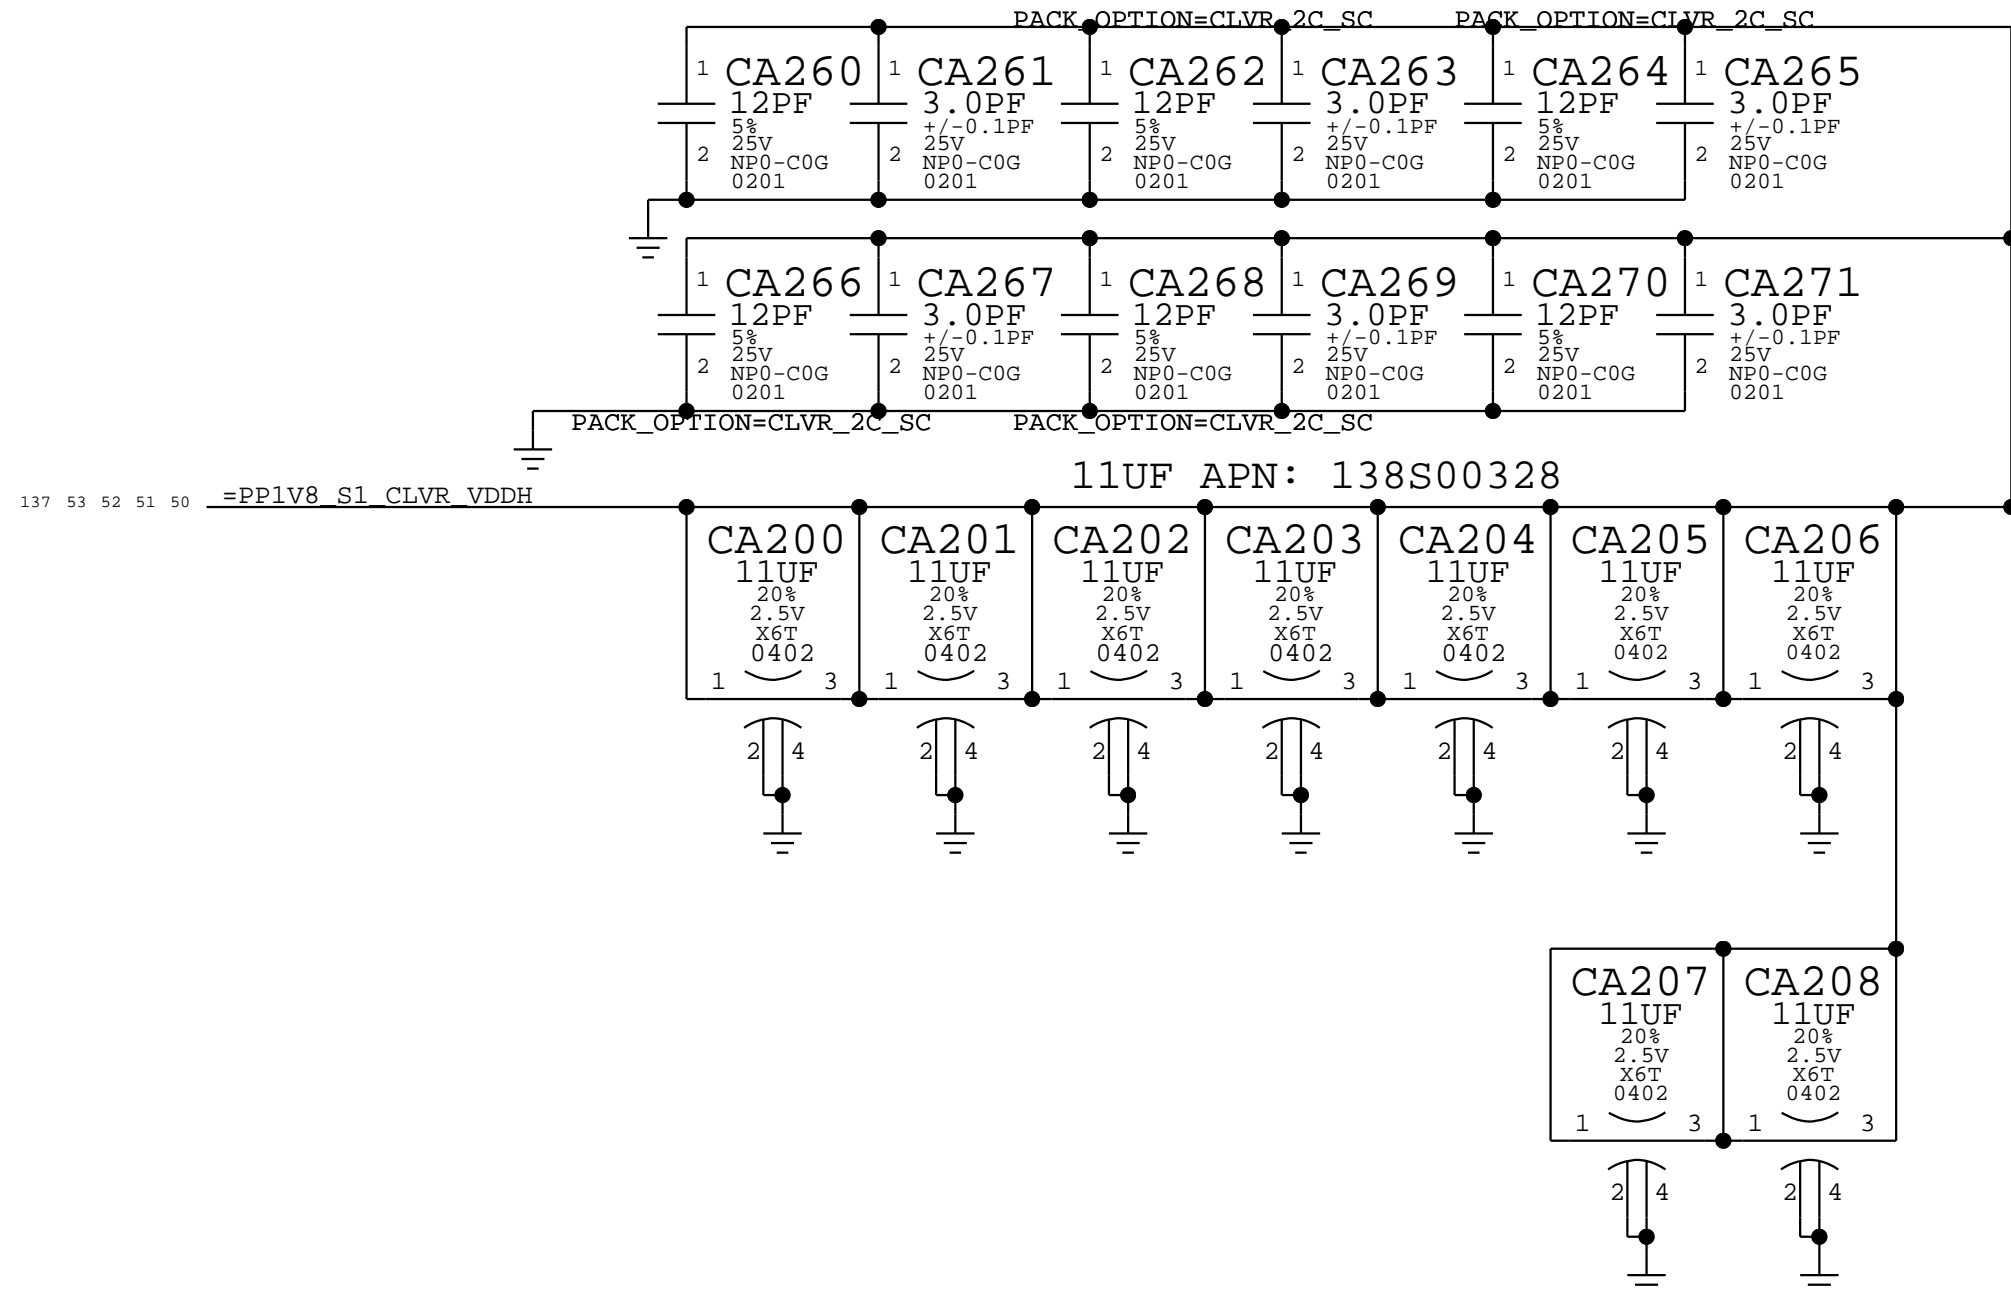 PACK_OPTION=CLVR_2C_SC PACK_OPTION=CLVR_2C_SC
1 CA260 1 CA261 1 CA262 1 CA263 1 CA264 1 CA265
12PF 3.0PF 12PF 3.0PF 12PF 3.0PF
5% +/-0.1PF 5% +/-0.1PF 5% +/-0.1PF
25V 25V 25V 25V 25V 25V
2 NP0-C0G 2 NP0-C0G 2 NP0-C0G 2 NP0-C0G 2 NP0-C0G 2 NP0-C0G
0201 0201 0201 0201 0201 0201
1 CA266 1 CA267 1 CA268 1 CA269 1 CA270 1 CA271
12PF 3.0PF 12PF 3.0PF 12PF 3.0PF
5% +/-0.1PF 5% +/-0.1PF 5% +/-0.1PF
25V 25V 25V 25V 25V 25V
2 NP0-C0G 2 NP0-C0G 2 NP0-C0G 2 NP0-C0G 2 NP0-C0G 2 NP0-C0G
0201 0201 0201 0201 0201 0201
PACK_OPTION=CLVR_2C_SC PACK_OPTION=CLVR_2C_SC
11UF APN: 138S00328
137 53 52 51 50 =PP1V8_S1_CLVR_VDDH
CA200 CA201 CA202 CA203 CA204 CA205 CA206
11UF 11UF 11UF 11UF 11UF 11UF 11UF
20% 20% 20% 20% 20% 20% 20%
2.5V 2.5V 2.5V 2.5V 2.5V 2.5V 2.5V
X6T X6T X6T X6T X6T X6T X6T
0402 0402 0402 0402 0402 0402 0402
1 3 1 3 1 3 1 3 1 3 1 3 1 3
2 4 2 4 2 4 2 4 2 4 2 4 2 4
CA207 CA208
11UF 11UF
20% 20%
2.5V 2.5V
X6T X6T
0402 0402
1 3 1 3
2 4 2 4